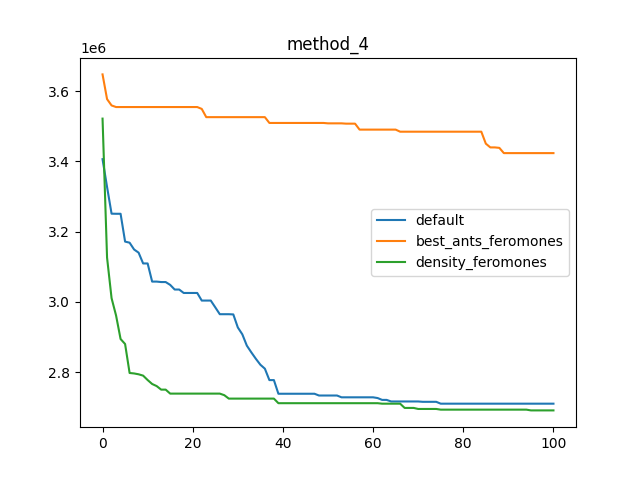 method_4
1e6
3.6
3.4
3.2
3.0
2.8
default
best_ants_feromones
density_feromones
0 20 40 60 80 100